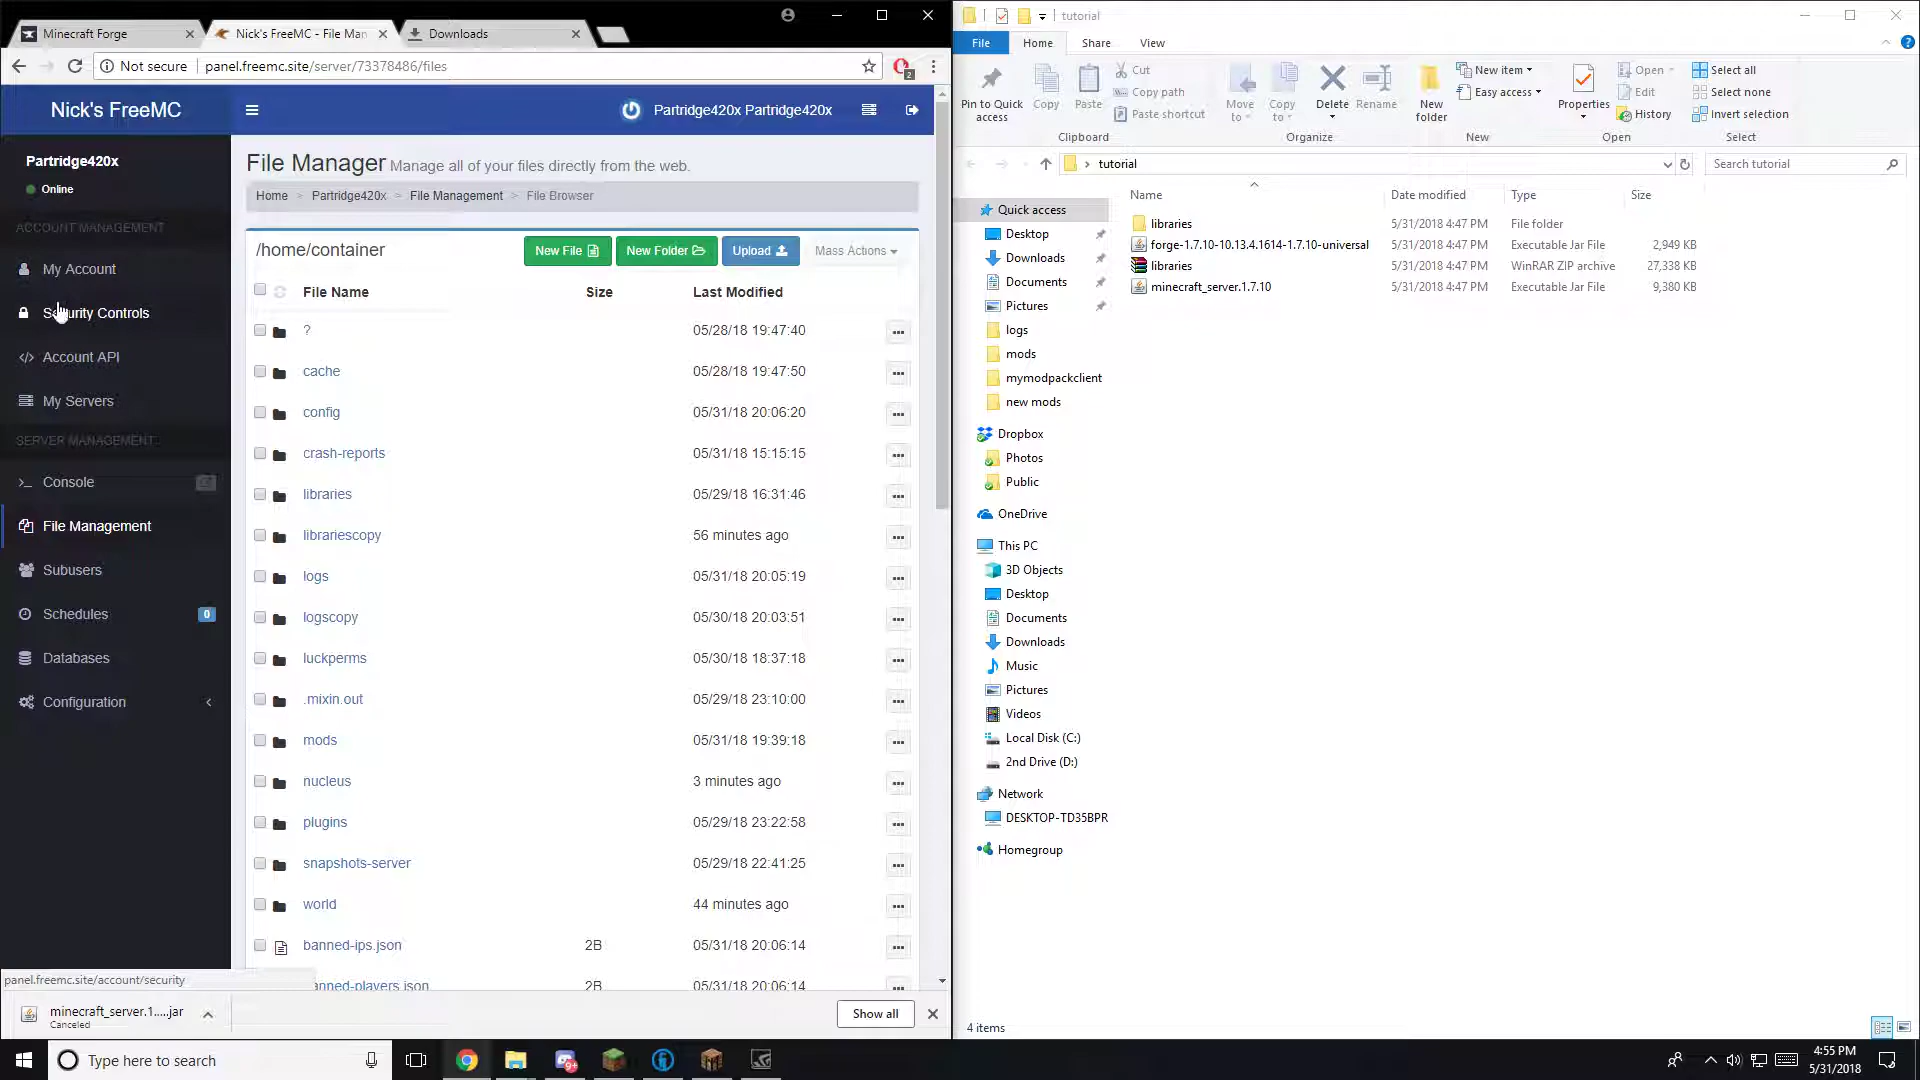 Minecraft Forge
Nick's FreeMC - File Man
Downloads
Not secure
panel.freemc.site/server/73378486/files
2
Nick's FreeMC
Partridge420x Partridge420x
Partridge420x
Online
ACCOUNT MANAGEMENT
My Account
Security Controls
Account API
My Servers
SERVER MANAGEMENT
Console
File Management
Subusers
Schedules 0
Databases
Configuration
File Manager Manage all of your files directly from the web.
Home > Partridge420x > File Management > File Browser
/home/container
New File
New Folder
Upload
Mass Actions
File Name Size Last Modified
? 05/28/18 19:47:40
cache 05/28/18 19:47:50
config 05/31/18 20:06:20
crash-reports 05/31/18 15:15:15
libraries 05/29/18 16:31:46
librariescopy 56 minutes ago
logs 05/31/18 20:05:19
logscopy 05/30/18 20:03:51
luckperms 05/30/18 18:37:18
.mixin.out 05/29/18 23:10:00
mods 05/31/18 19:39:18
nucleus 3 minutes ago
plugins 05/29/18 23:22:58
snapshots-server 05/29/18 22:41:25
world 44 minutes ago
banned-ips.json 2B 05/31/18 20:06:14
banned-players.json 2B 05/31/18 20:06:14
panel.freemc.site/account/security
minecraft_server.1.....jar
Canceled
Show all
tutorial
File Home Share View
Pin to Quick access
Copy
Paste
Cut
Copy path
Paste shortcut
Clipboard
Move to
Copy to
Delete
Rename
Organize
New folder
New item
Easy access
New
Properties
Open
Edit
History
Open
Select all
Select none
Invert selection
Select
tutorial
Search tutorial
Name Date modified Type Size
libraries 5/31/2018 4:47 PM File folder
forge-1.7.10-10.13.4.1614-1.7.10-universal 5/31/2018 4:47 PM Executable Jar File 2,949 KB
libraries 5/31/2018 4:47 PM WinRAR ZIP archive 27,338 KB
minecraft_server.1.7.10 5/31/2018 4:47 PM Executable Jar File 9,380 KB
Quick access
Desktop
Downloads
Documents
Pictures
logs
mods
mymodpackclient
new mods
Dropbox
Photos
Public
OneDrive
This PC
3D Objects
Desktop
Documents
Downloads
Music
Pictures
Videos
Local Disk (C:)
2nd Drive (D:)
Network
DESKTOP-TD35BPR
Homegroup
4 items
Type here to search
4:55 PM
5/31/2018